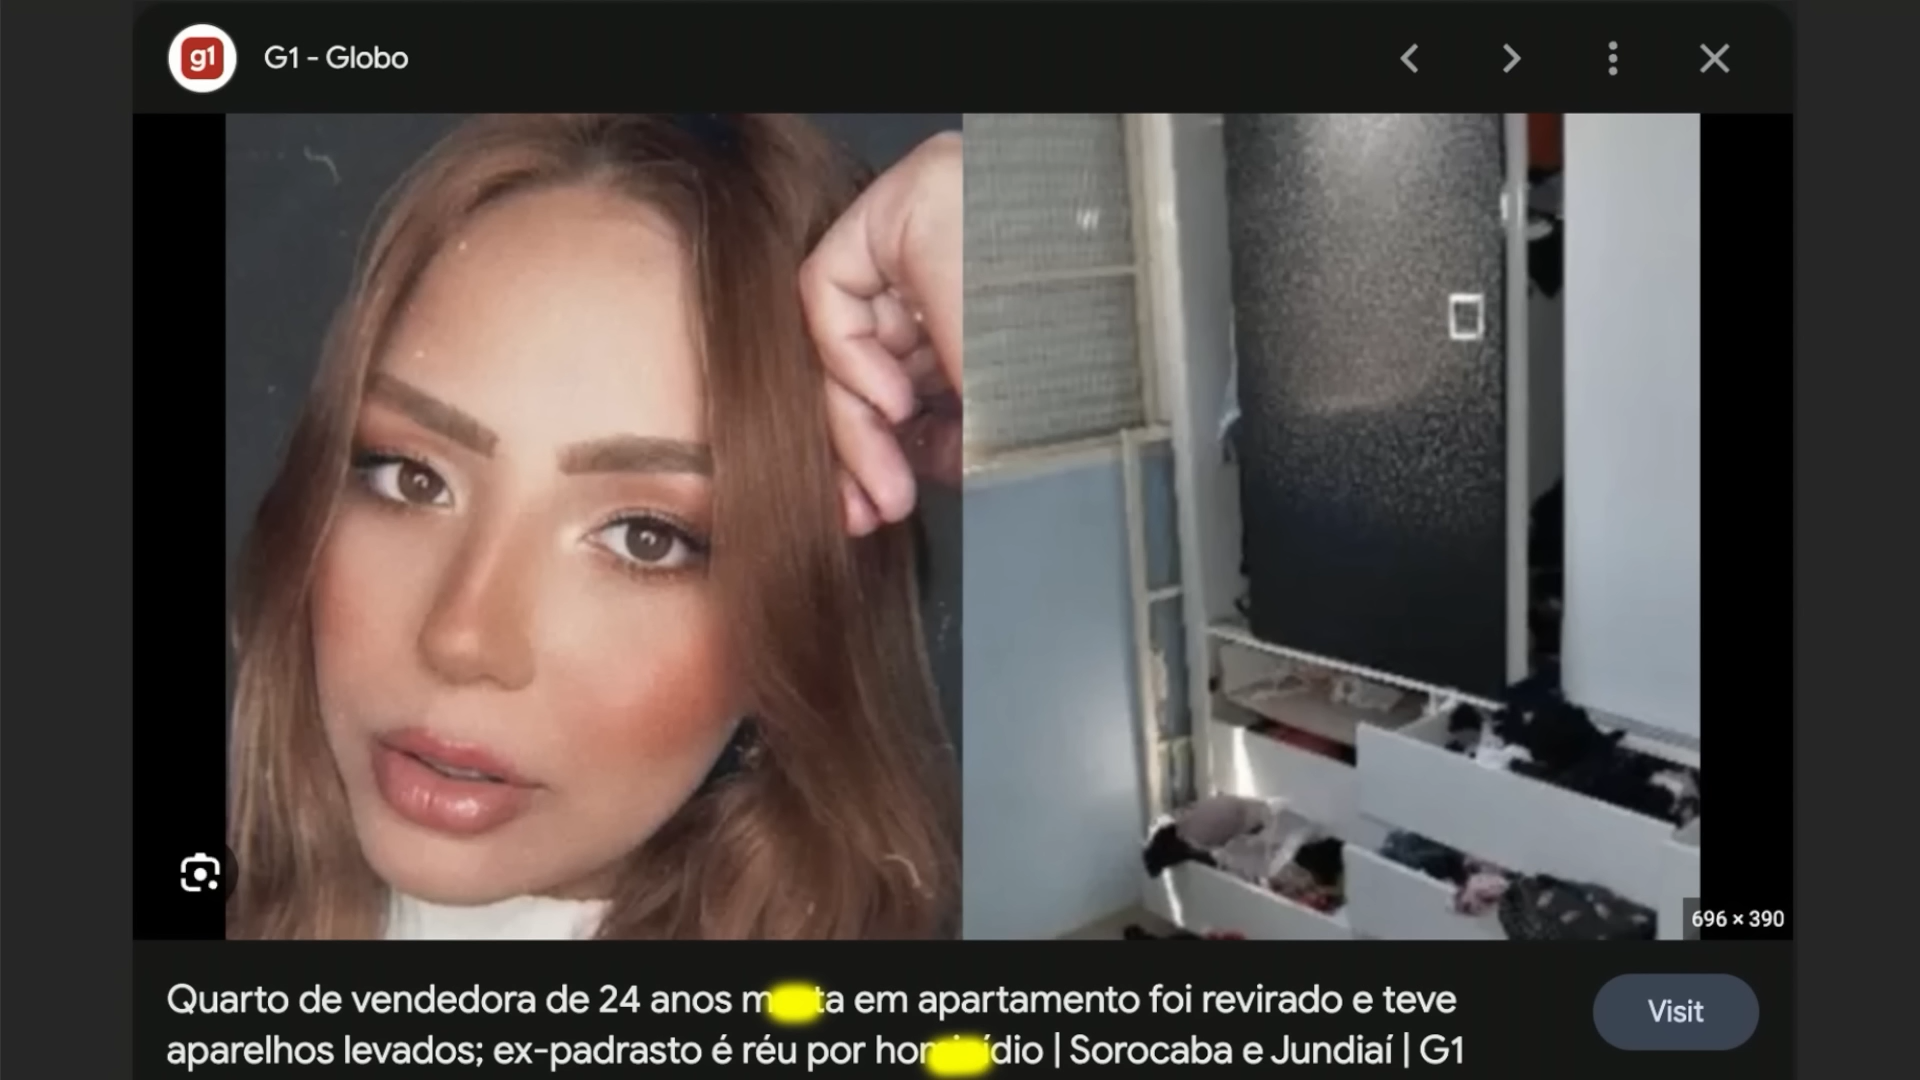 g1 G1 - Globo
696 × 390
Quarto de vendedora de 24 anos m ta em apartamento foi revirado e teve
aparelhos levados; ex-padrasto é réu por hom dio | Sorocaba e Jundiaí | G1
Visit